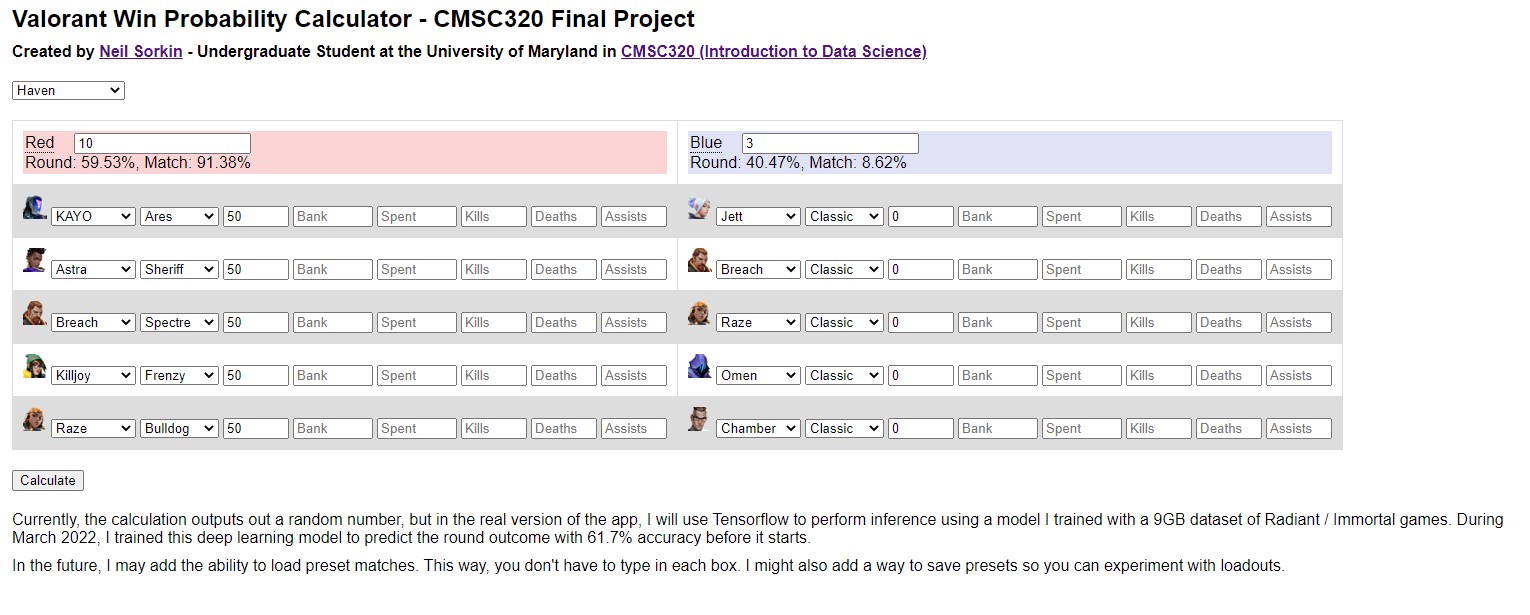 Valorant Win Probability Calculator - CMSC320 Final Project
Created by Neil Sorkin - Undergraduate Student at the University of Maryland in CMSC320 (Introduction to Data Science)
Haven
Red 10 Blue 3
Round: 59.53%, Match: 91.38% Round: 40.47%, Match: 8.62%
KAYO Ares 50 Bank Spent Kills Deaths Assists Jett Classic 0 Bank Spent Kills Deaths Assists
Astra Sheriff 50 Bank Spent Kills Deaths Assists Breach Classic 0 Bank Spent Kills Deaths Assists
Breach Spectre 50 Bank Spent Kills Deaths Assists Raze Classic 0 Bank Spent Kills Deaths Assists
Killjoy Frenzy 50 Bank Spent Kills Deaths Assists Omen Classic 0 Bank Spent Kills Deaths Assists
Raze Bulldog 50 Bank Spent Kills Deaths Assists Chamber Classic 0 Bank Spent Kills Deaths Assists
Calculate
Currently, the calculation outputs out a random number, but in the real version of the app, I will use Tensorflow to perform inference using a model I trained with a 9GB dataset of Radiant / Immortal games. During
March 2022, I trained this deep learning model to predict the round outcome with 61.7% accuracy before it starts.
In the future, I may add the ability to load preset matches. This way, you don't have to type in each box. I might also add a way to save presets so you can experiment with loadouts.